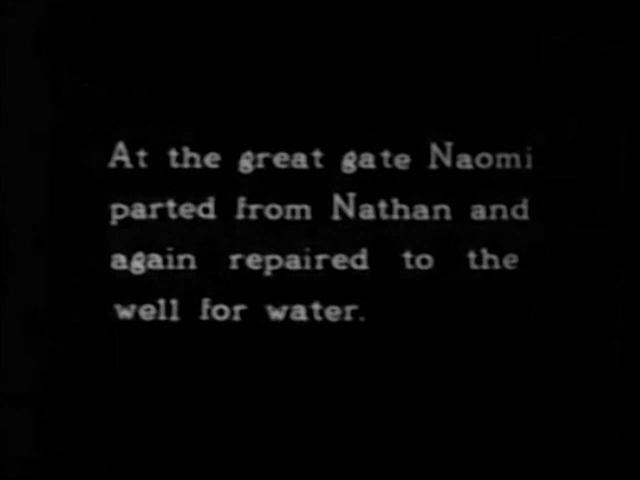 At the great gate Naomi
parted from Nathan and
again repaired to the
well for water.